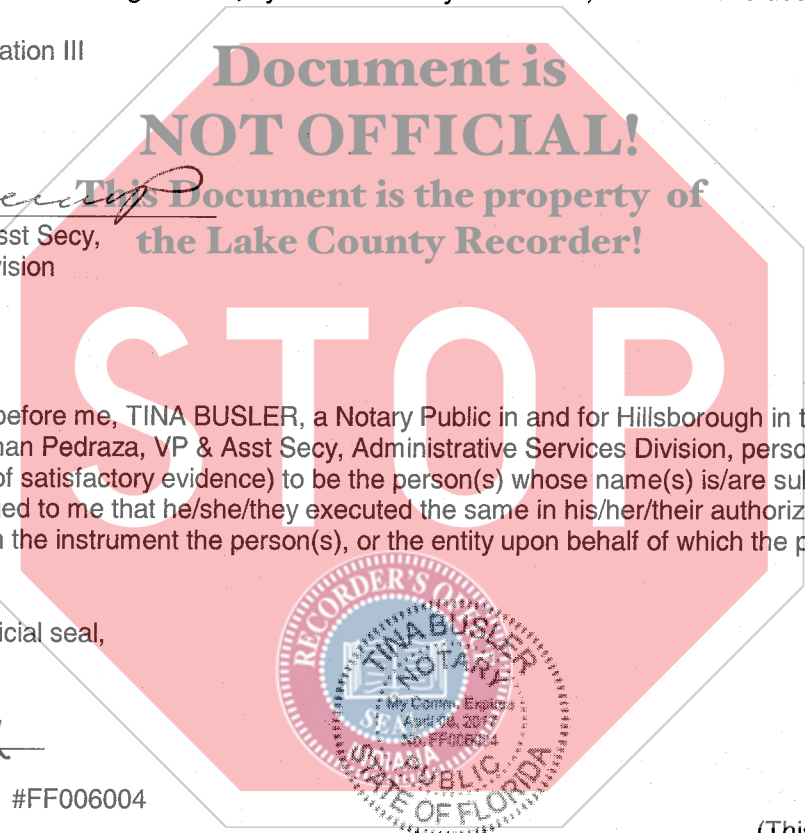 ation III
Document is
NOT OFFICIAL!
This Document is the property of
the Lake County Recorder!
sst Secy,
ision
STOP
before me, TINA BUSLER, a Notary Public in and for Hillsborough in t
nan Pedraza, VP & Asst Secy, Administrative Services Division, perso
of satisfactory evidence) to be the person(s) whose name(s) is/are su
ed to me that he/she/they executed the same in his/her/their authoriz
n the instrument the person(s), or the entity upon behalf of which the p
icial seal,
RECORDER'S
SEAL
INDIANA
TINA BUSLER
NOTARY
My Comm. Expires
PUBLIC
STATE OF FLORIDA
#FF006004
(This